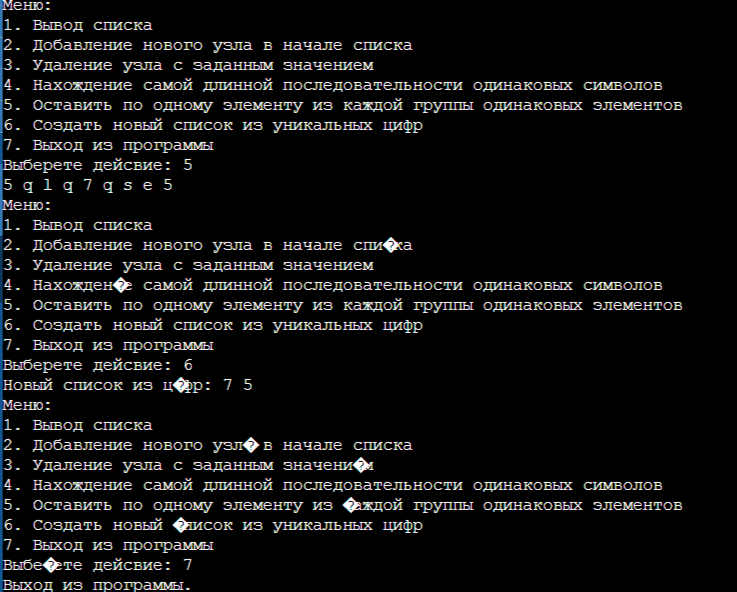 Меню:
1. Вывод списка
2. Добавление нового узла в начале списка
3. Удаление узла с заданным значением
4. Нахождение самой длинной последовательности одинаковых символов
5. Оставить по одному элементу из каждой группы одинаковых элементов
6. Создать новый список из уникальных цифр
7. Выход из программы
Выберете дейсвие: 5
5 q l q 7 q s e 5
Меню:
1. Вывод списка
2. Добавление нового узла в начале спи�ка
3. Удаление узла с заданным значением
4. Нахожден�е самой длинной последовательности одинаковых символов
5. Оставить по одному элементу из каждой группы одинаковых элементов
6. Создать новый список из уникальных цифр
7. Выход из программы
Выберете дейсвие: 6
Новый список из ц�фр: 7 5
Меню:
1. Вывод списка
2. Добавление нового узл� в начале списка
3. Удаление узла с заданным значени�м
4. Нахождение самой длинной последовательности одинаковых символов
5. Оставить по одному элементу из �аждой группы одинаковых элементов
6. Создать новый �писок из уникальных цифр
7. Выход из программы
Выбе�ете дейсвие: 7
Выход из программы.